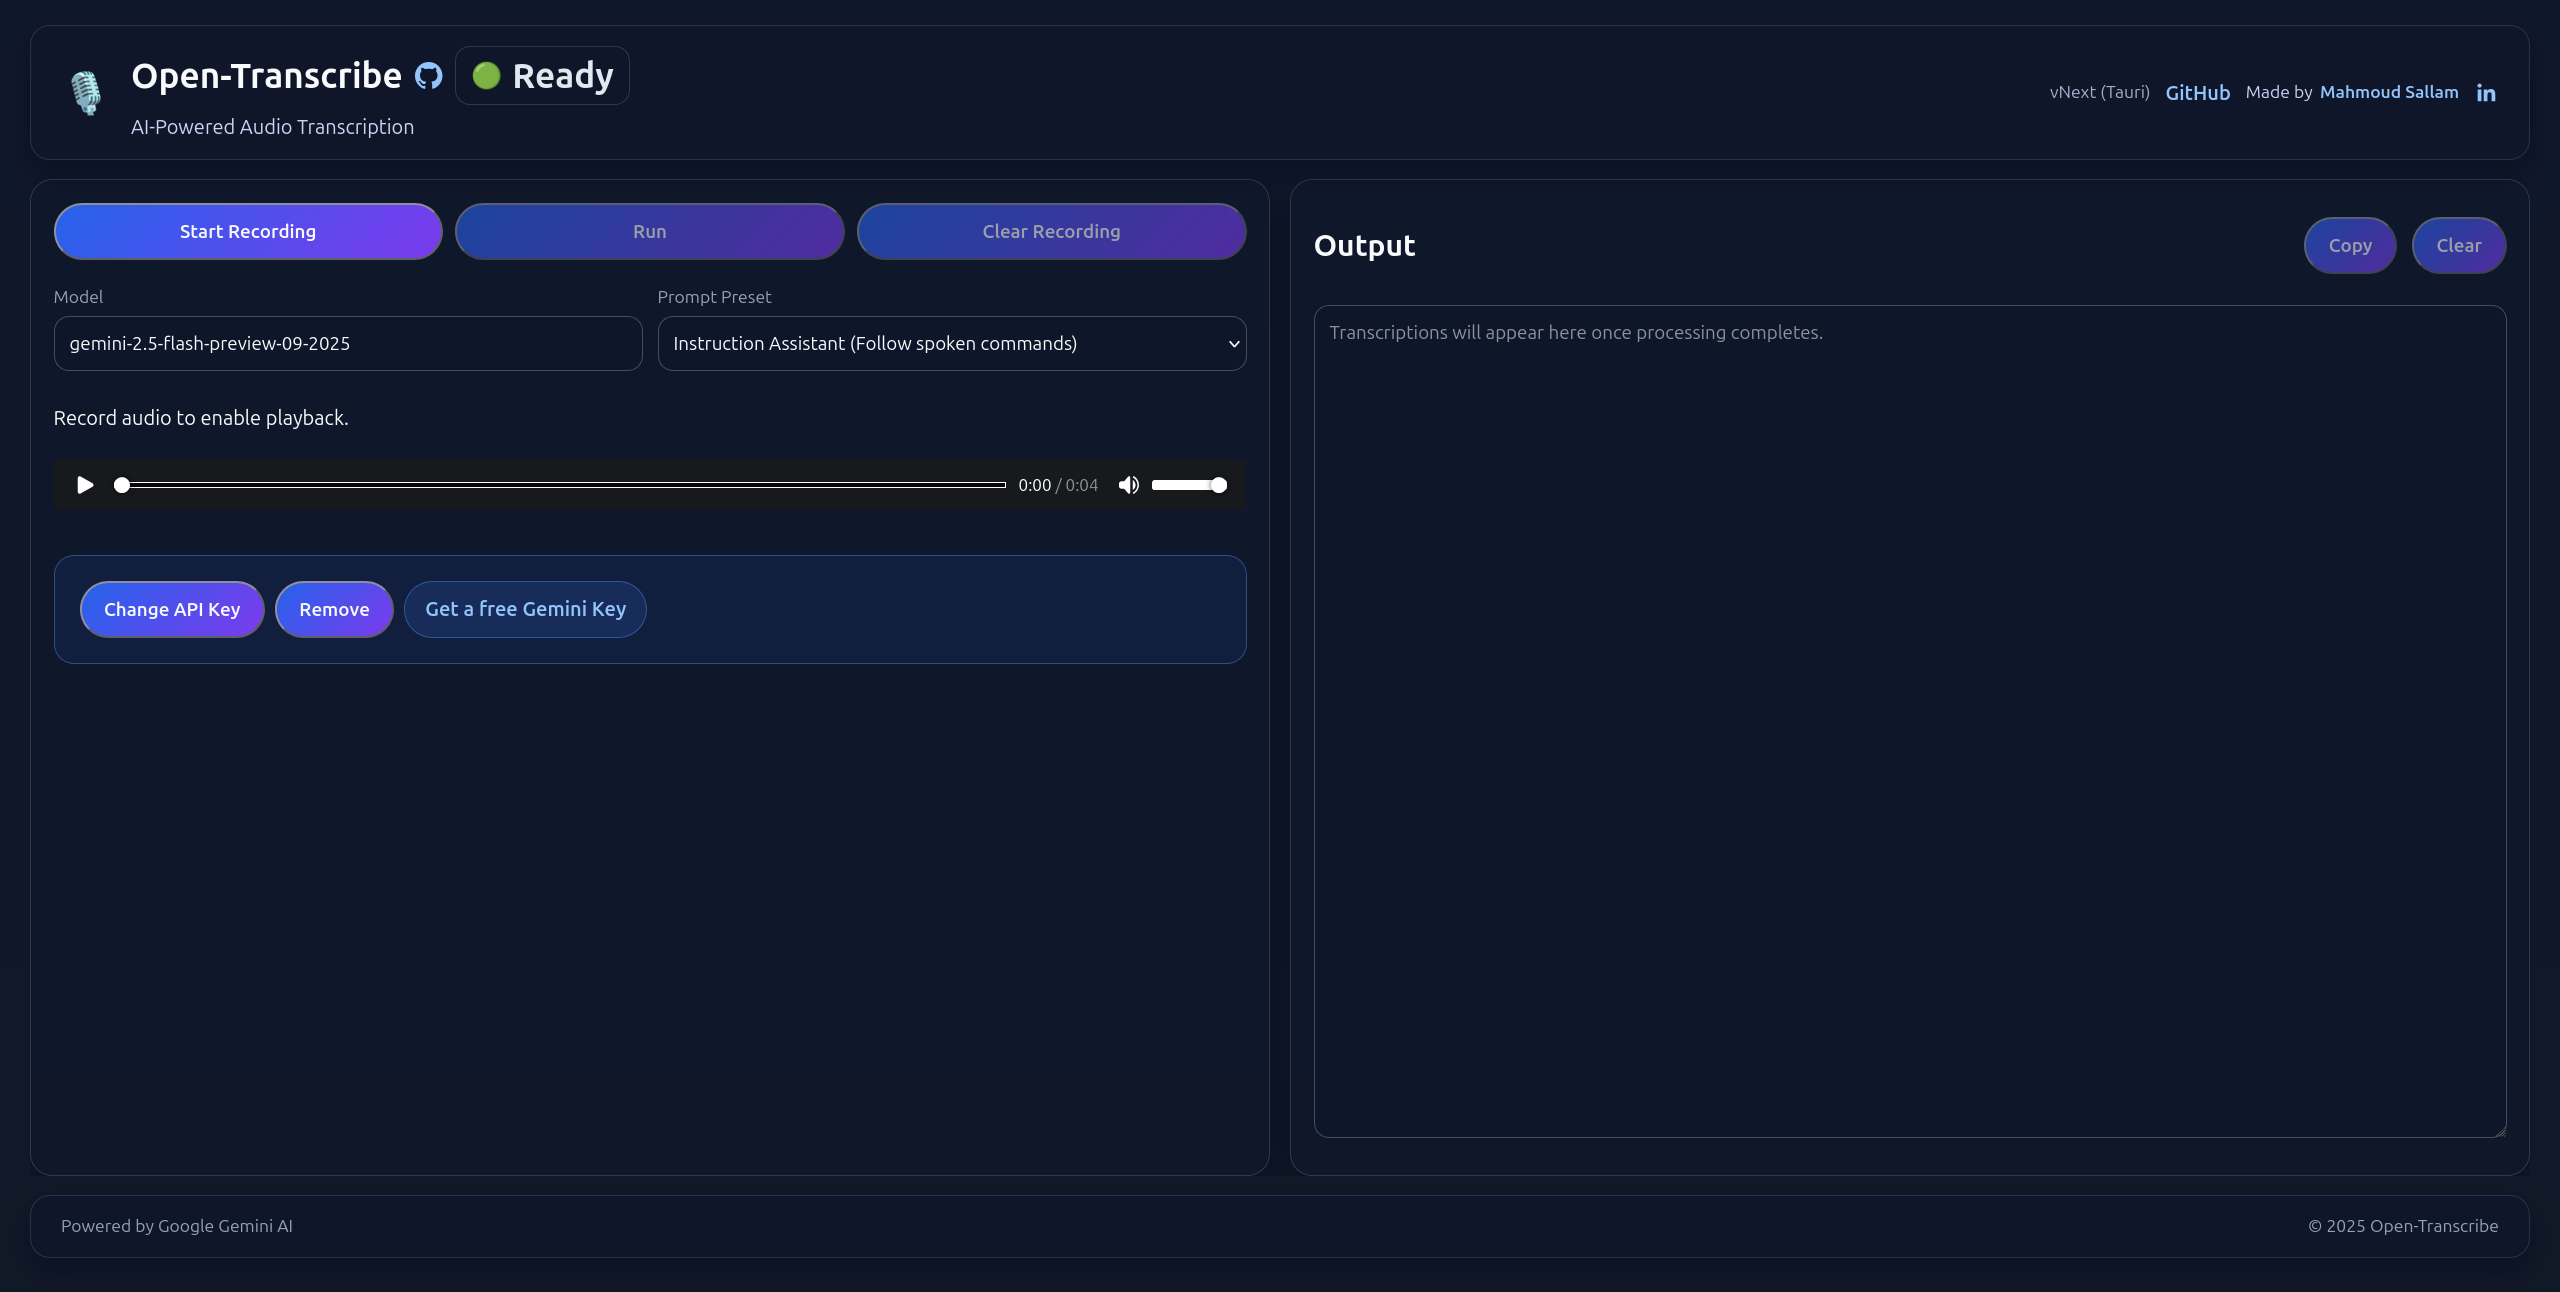 Open-Transcribe Ready
AI-Powered Audio Transcription
vNext (Tauri) GitHub Made by Mahmoud Sallam in
Start Recording Run Clear Recording
Model Prompt Preset
gemini-2.5-flash-preview-09-2025 Instruction Assistant (Follow spoken commands)
Record audio to enable playback.
0:00 / 0:04
Change API Key Remove Get a free Gemini Key
Output Copy Clear
Transcriptions will appear here once processing completes.
Powered by Google Gemini AI © 2025 Open-Transcribe